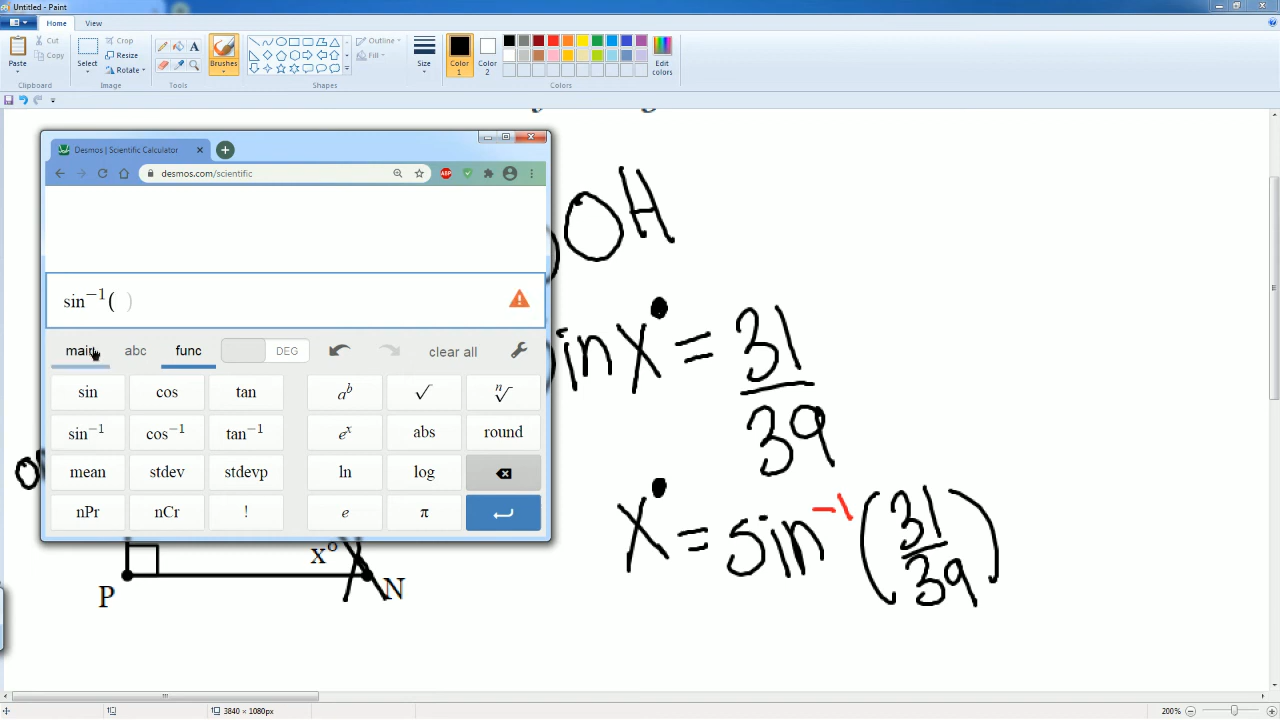 Untitled - Paint
Home View
Paste
Cut
Copy
Clipboard
Select
Crop
Resize
Rotate
Image
A
Tools
Brushes
Shapes
Outline
Fill
Size
Color 1
Color 2
Edit colors
Colors
Desmos | Scientific Calculator
desmos.com/scientific
ABP
sin⁻¹( )
main abc func DEG clear all
sin cos tan aᵇ √ ⁿ√
sin⁻¹ cos⁻¹ tan⁻¹ eˣ abs round
mean stdev stdevp ln log
nPr nCr ! e π
OH
sin x° = 31/39
x° = sin⁻¹(31/39)
x°
P N
3840 × 1080px
200%